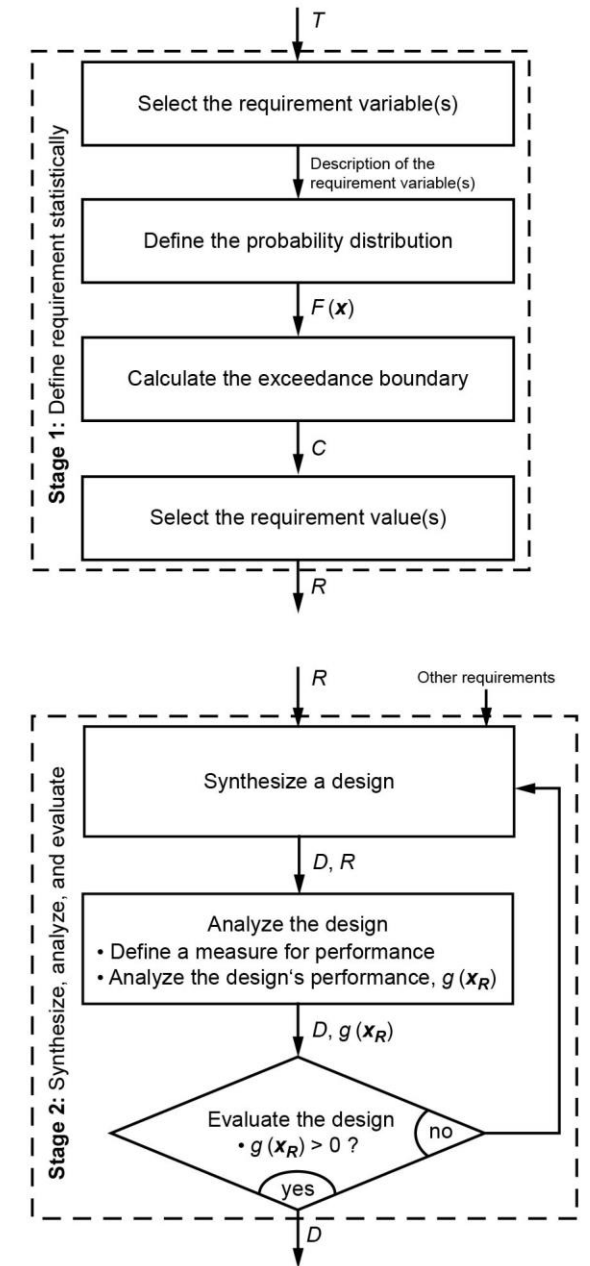 T
Stage 1: Define requirement statistically
Select the requirement variable(s)
Description of the
requirement variable(s)
Define the probability distribution
F (x)
Calculate the exceedance boundary
C
Select the requirement value(s)
R
R
Other requirements
Stage 2: Synthesize, analyze, and evaluate
Synthesize a design
D, R
Analyze the design
• Define a measure for performance
• Analyze the design‘s performance, g (xR)
D, g (xR)
Evaluate the design
• g (xR) > 0 ?
no
yes
D